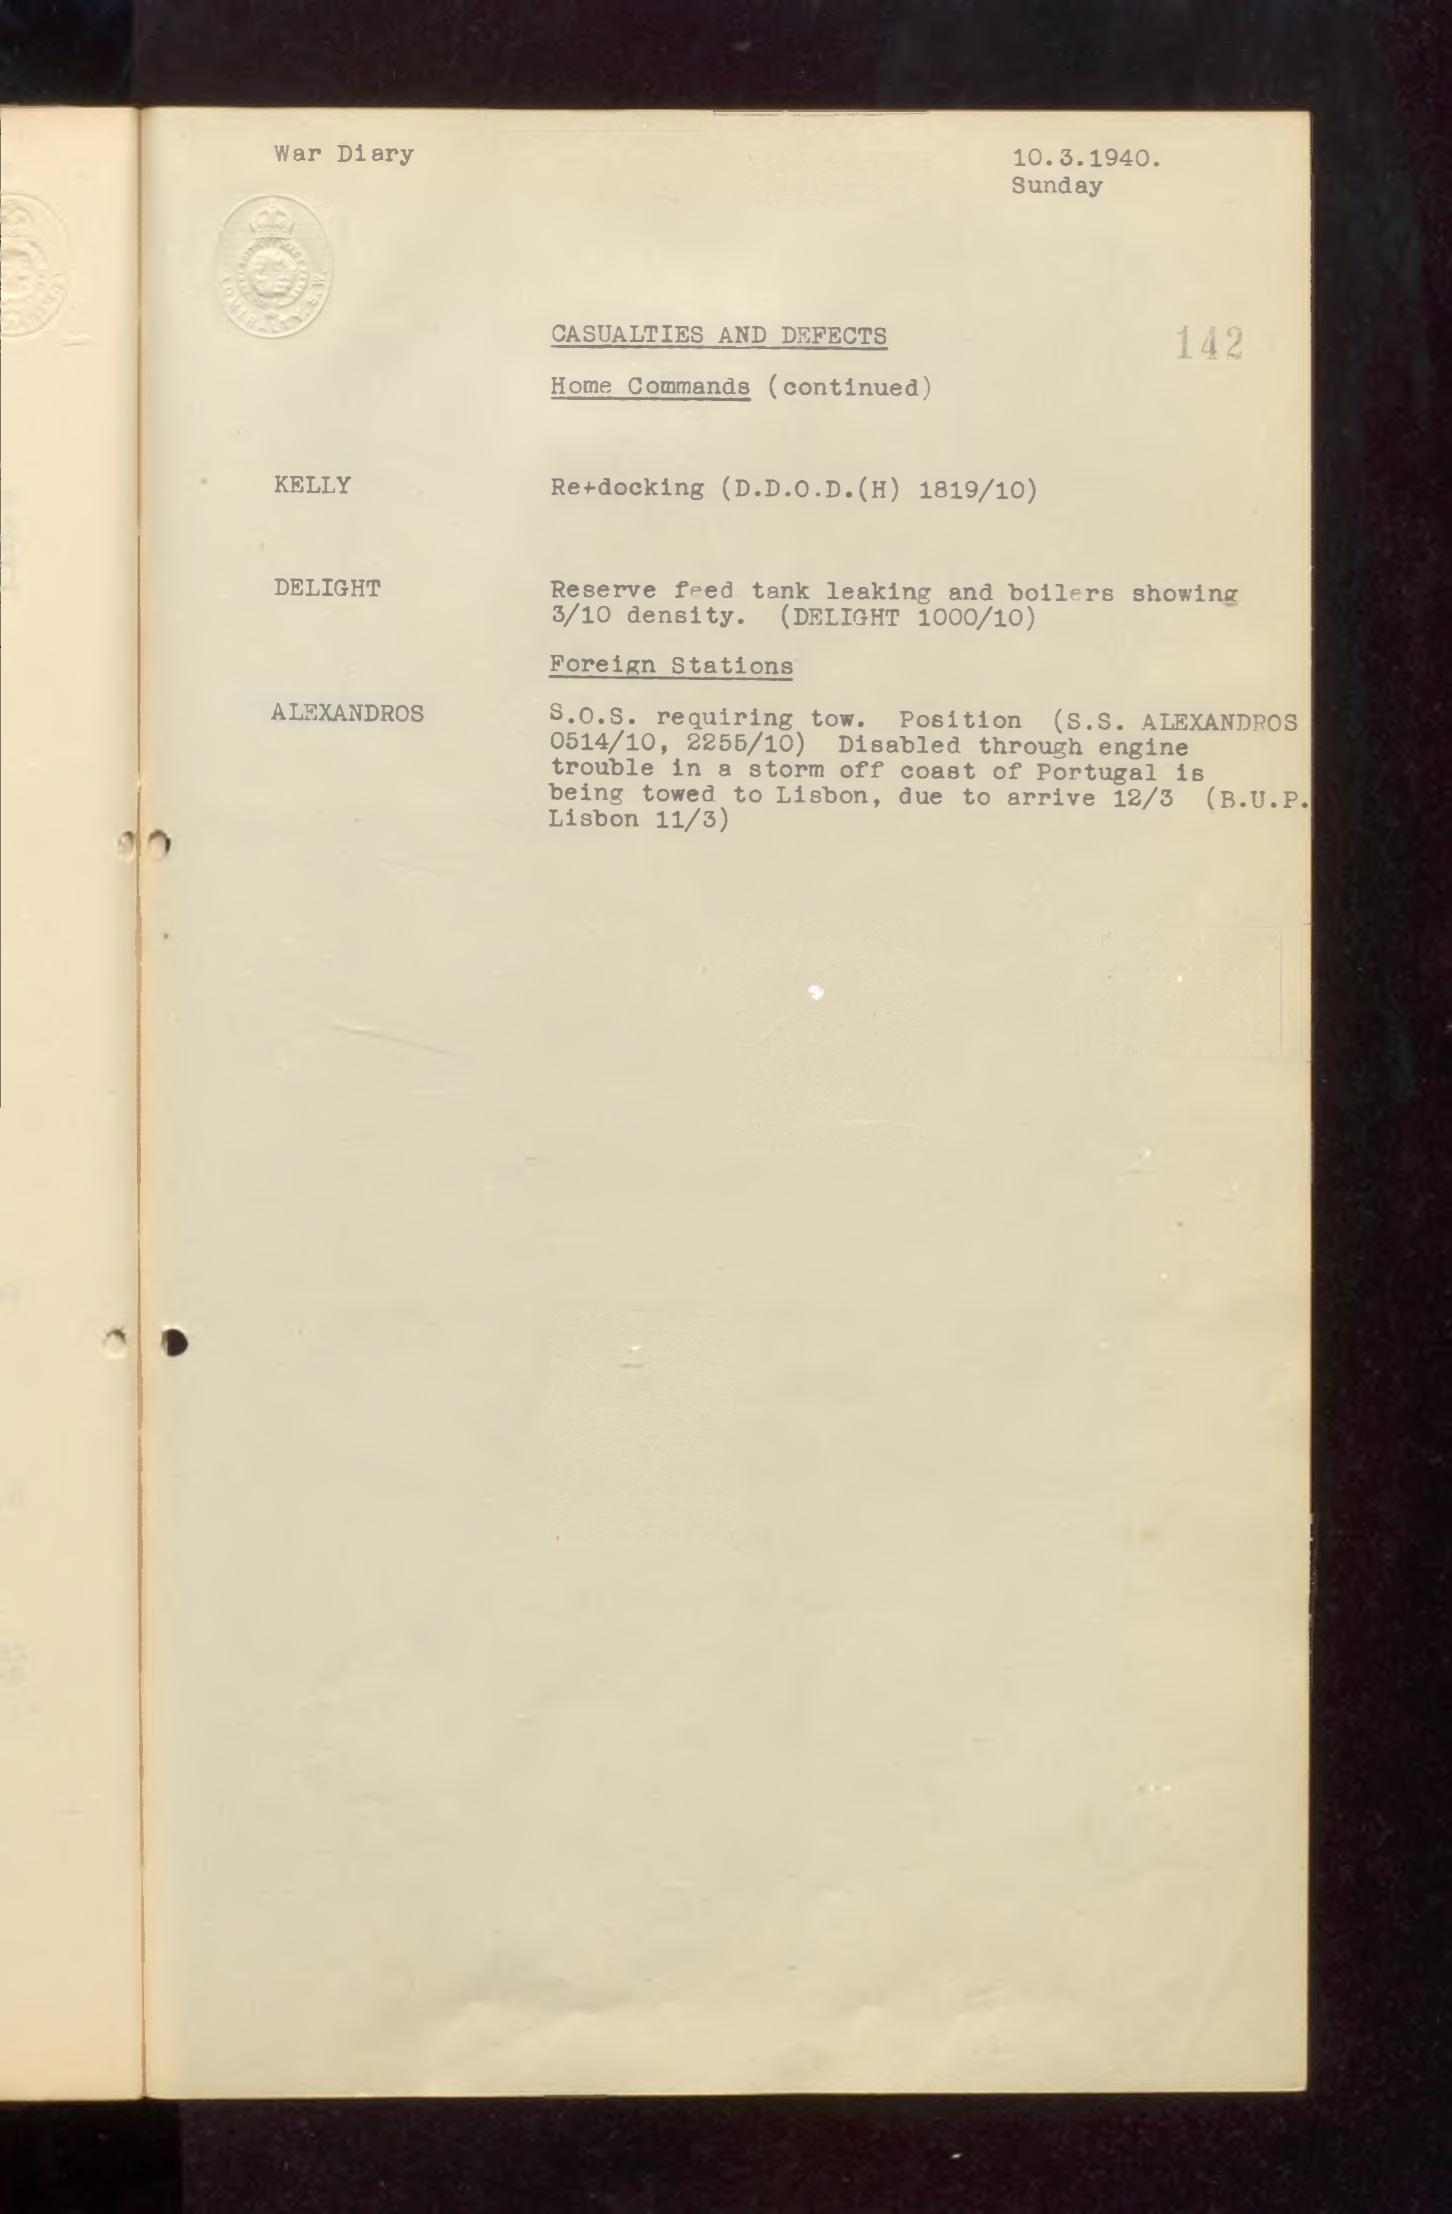 War Diary
10.3.1940.
Sunday
ADMIRALTY. S.W.
CASUALTIES AND DEFECTS
142
Home Commands (continued)
KELLY
Re+docking (D.D.O.D.(H) 1819/10)
DELIGHT
Reserve feed tank leaking and boilers showing
3/10 density. (DELIGHT 1000/10)
Foreign Stations
ALEXANDROS
S.O.S. requiring tow. Position (S.S. ALEXANDROS
0514/10, 2255/10) Disabled through engine
trouble in a storm off coast of Portugal is
being towed to Lisbon, due to arrive 12/3 (B.U.P.
Lisbon 11/3)